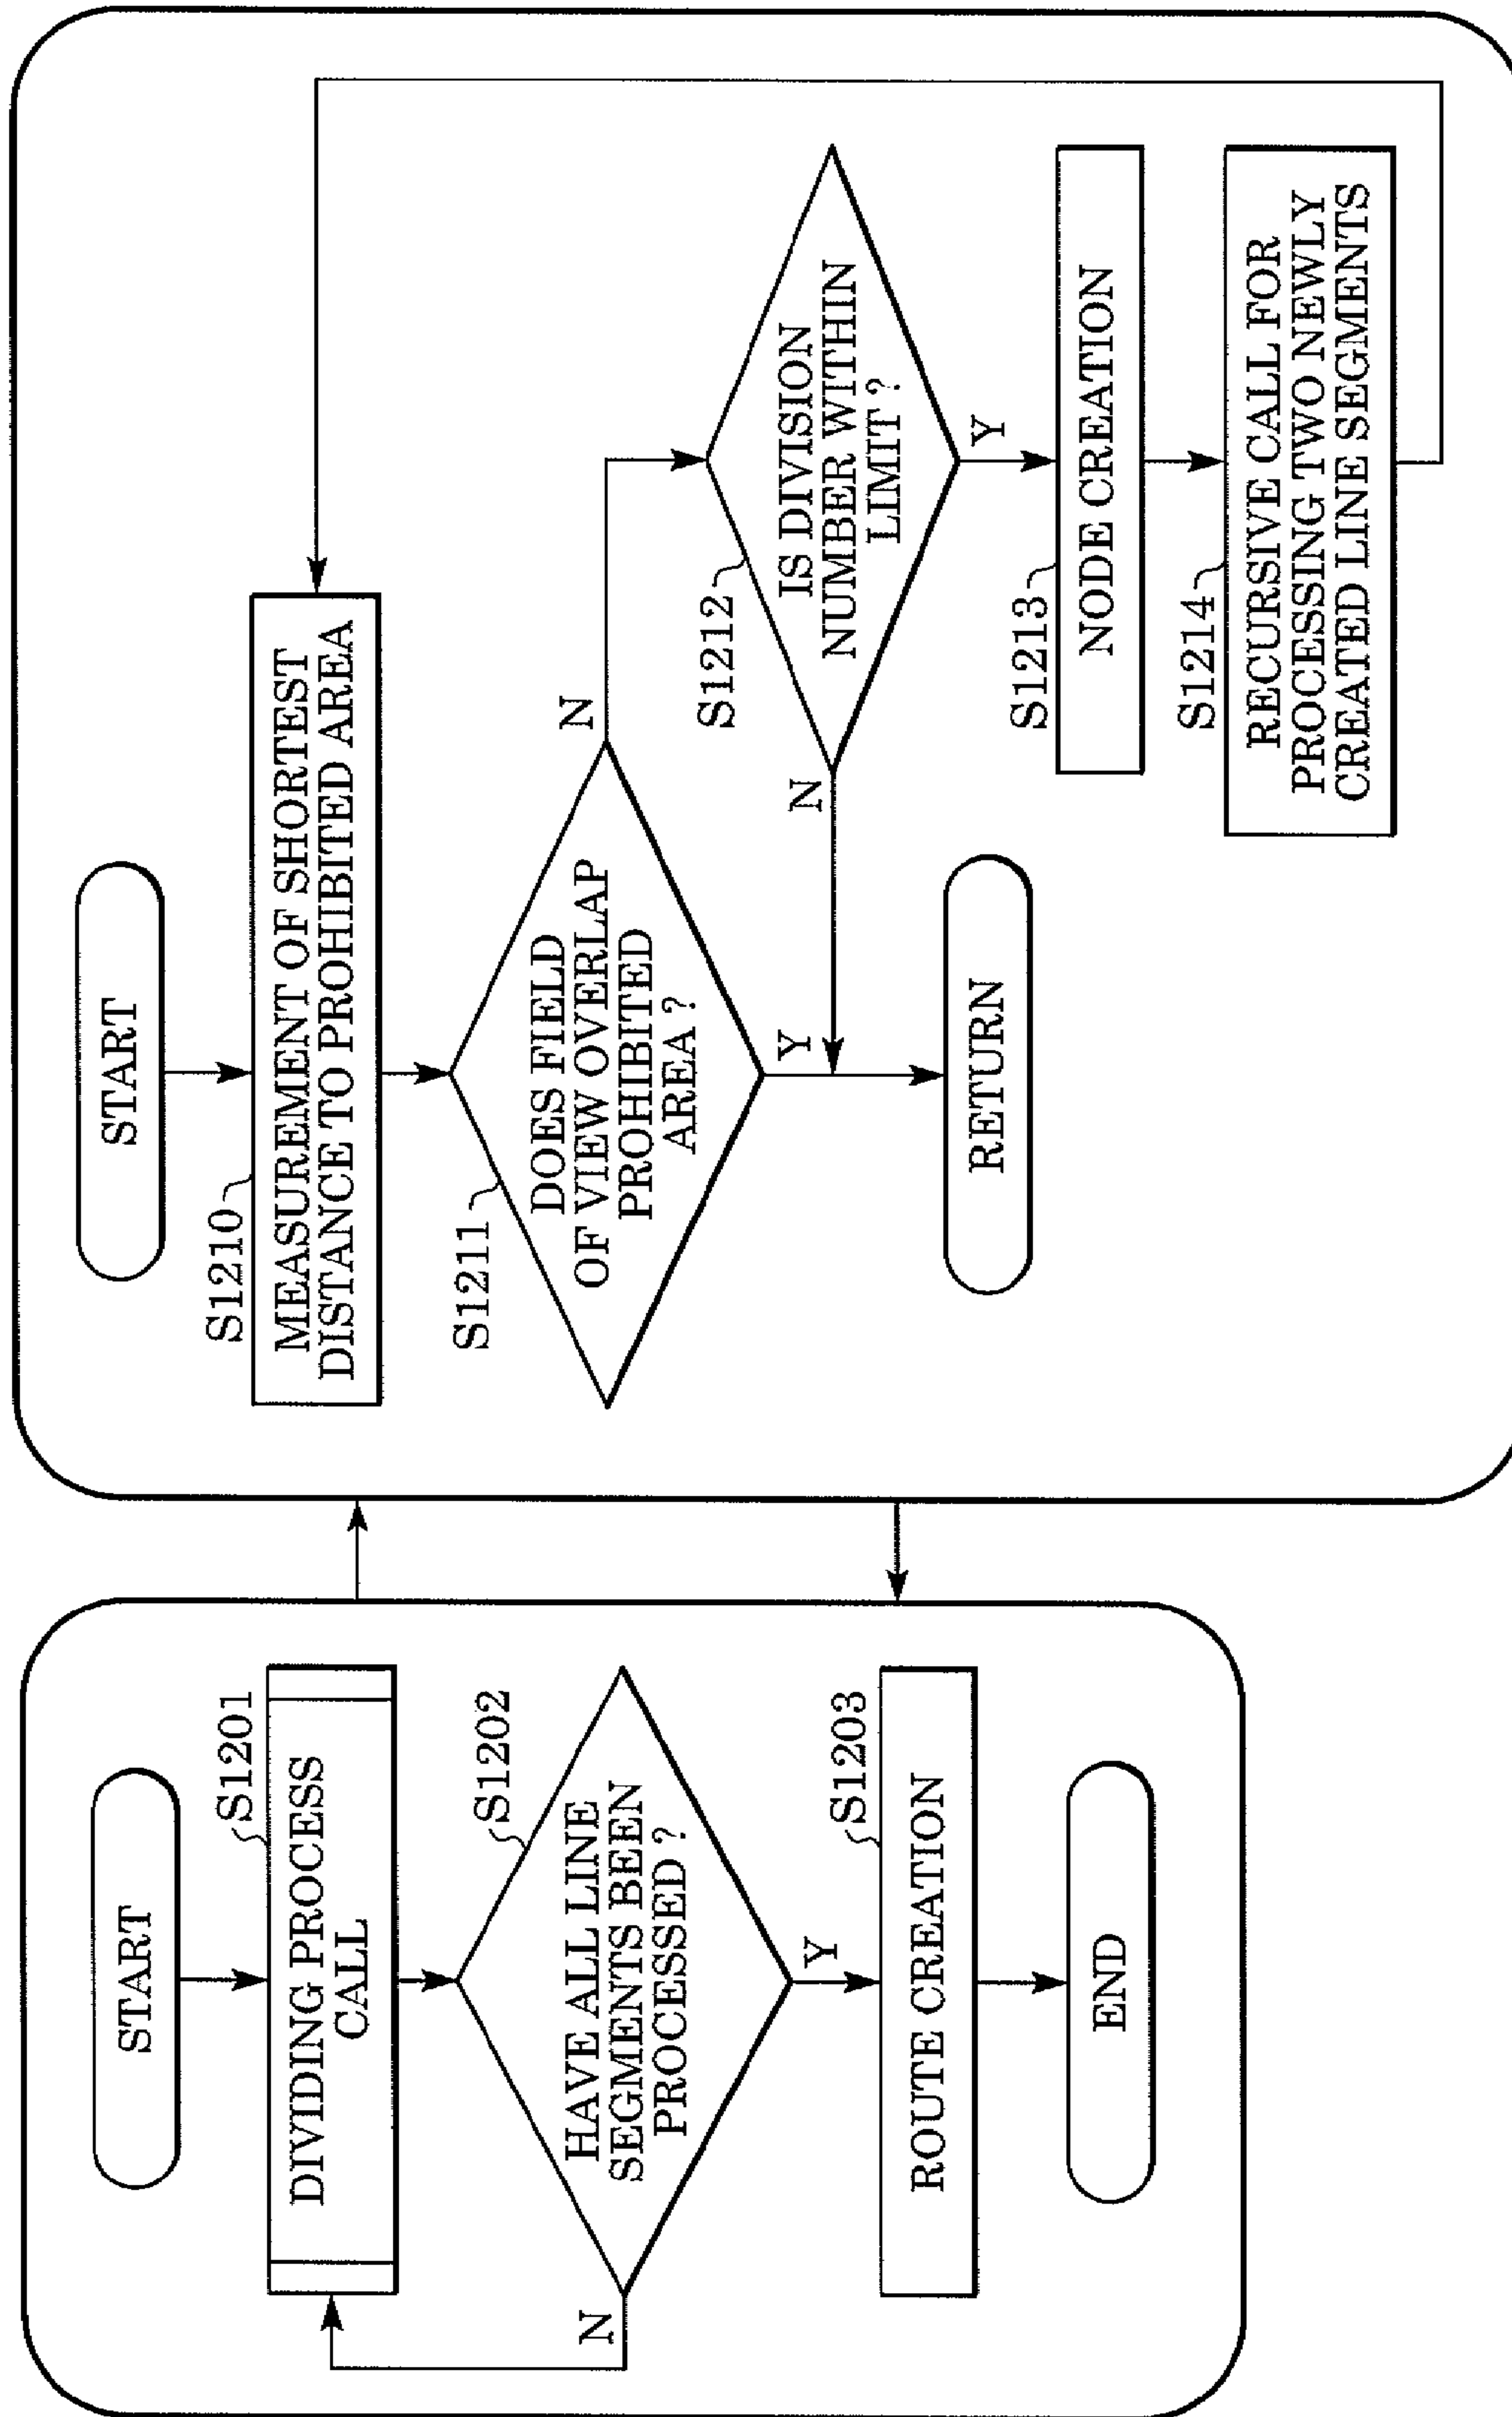 START
S1201
DIVIDING PROCESS
CALL
S1202
HAVE ALL LINE
SEGMENTS BEEN
PROCESSED ?
N
Y
S1203
ROUTE CREATION
END
START
S1210
MEASUREMENT OF SHORTEST
DISTANCE TO PROHIBITED AREA
S1211
DOES FIELD
OF VIEW OVERLAP
PROHIBITED
AREA ?
N
Y
S1212
IS DIVISION
NUMBER WITHIN
LIMIT ?
N
Y
RETURN
S1213
NODE CREATION
S1214
RECURSIVE CALL FOR
PROCESSING TWO NEWLY
CREATED LINE SEGMENTS